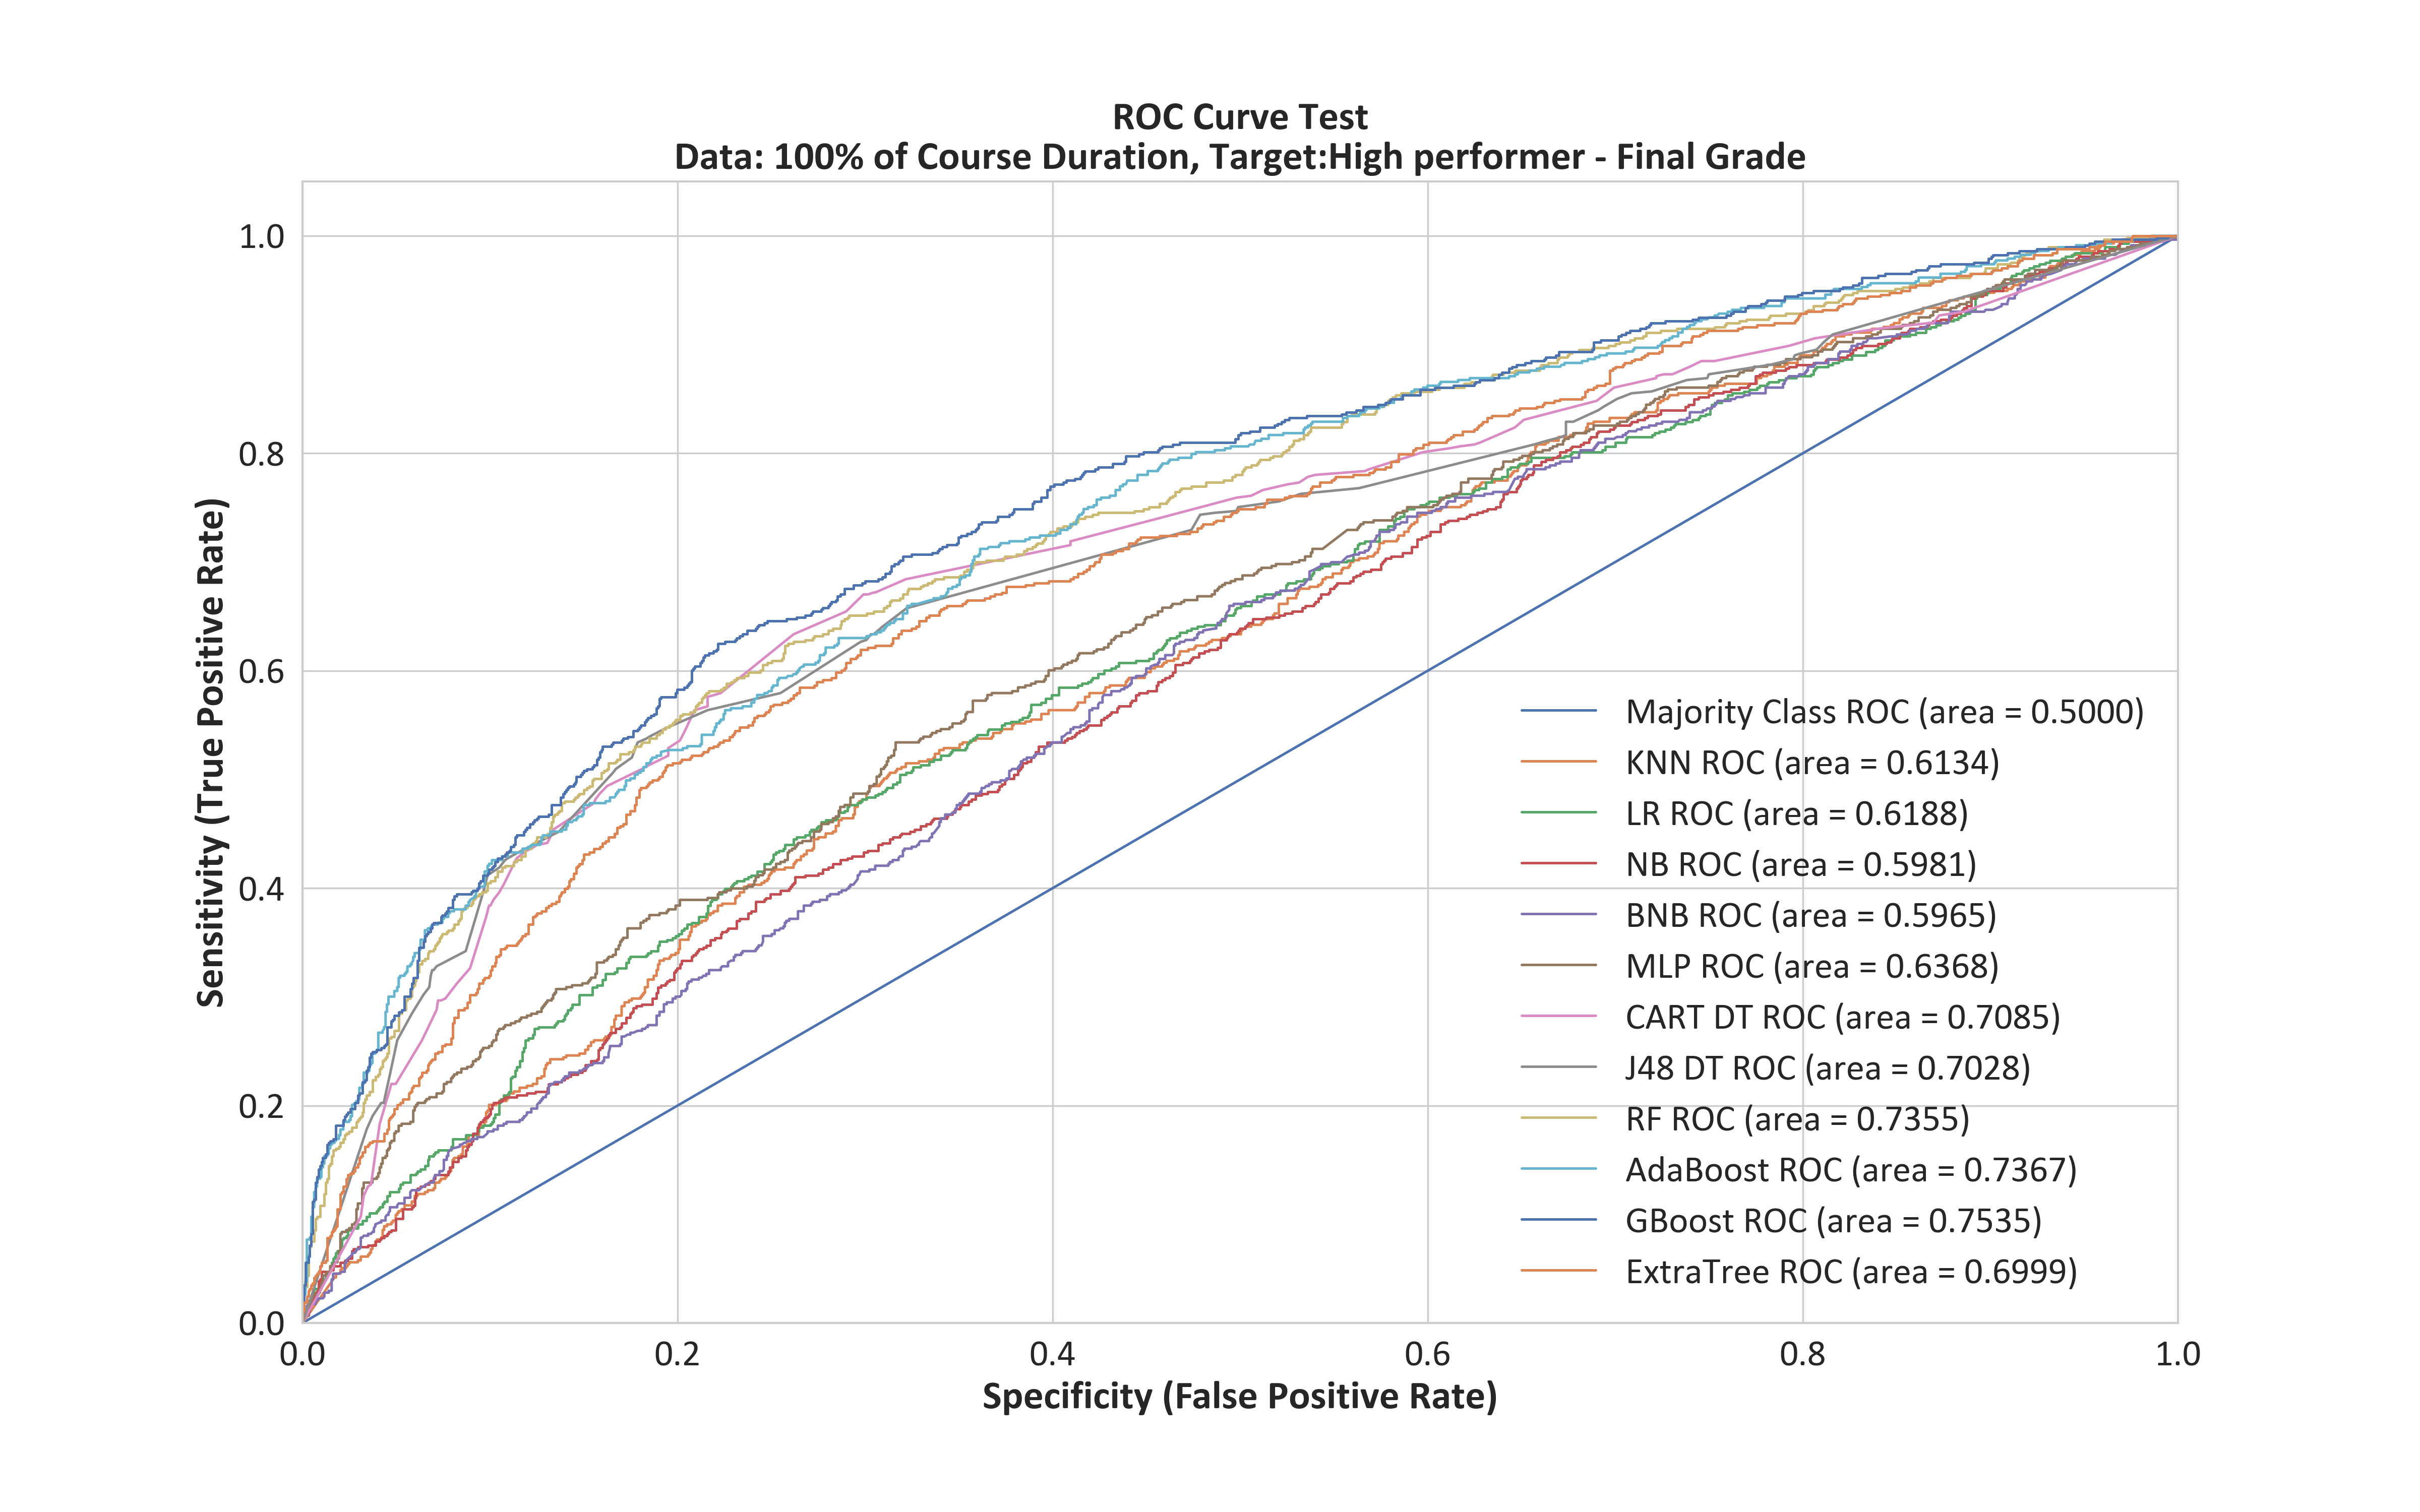 ROC Curve Test
Data: 100% of Course Duration, Target:High performer - Final Grade
Sensitivity (True Positive Rate)
1.0
0.8
0.6
0.4
0.2
0.0
Majority Class ROC (area = 0.5000)
KNN ROC (area = 0.6134)
LR ROC (area = 0.6188)
NB ROC (area = 0.5981)
BNB ROC (area = 0.5965)
MLP ROC (area = 0.6368)
CART DT ROC (area = 0.7085)
J48 DT ROC (area = 0.7028)
RF ROC (area = 0.7355)
AdaBoost ROC (area = 0.7367)
GBoost ROC (area = 0.7535)
ExtraTree ROC (area = 0.6999)
0.0 0.2 0.4 0.6 0.8 1.0
Specificity (False Positive Rate)